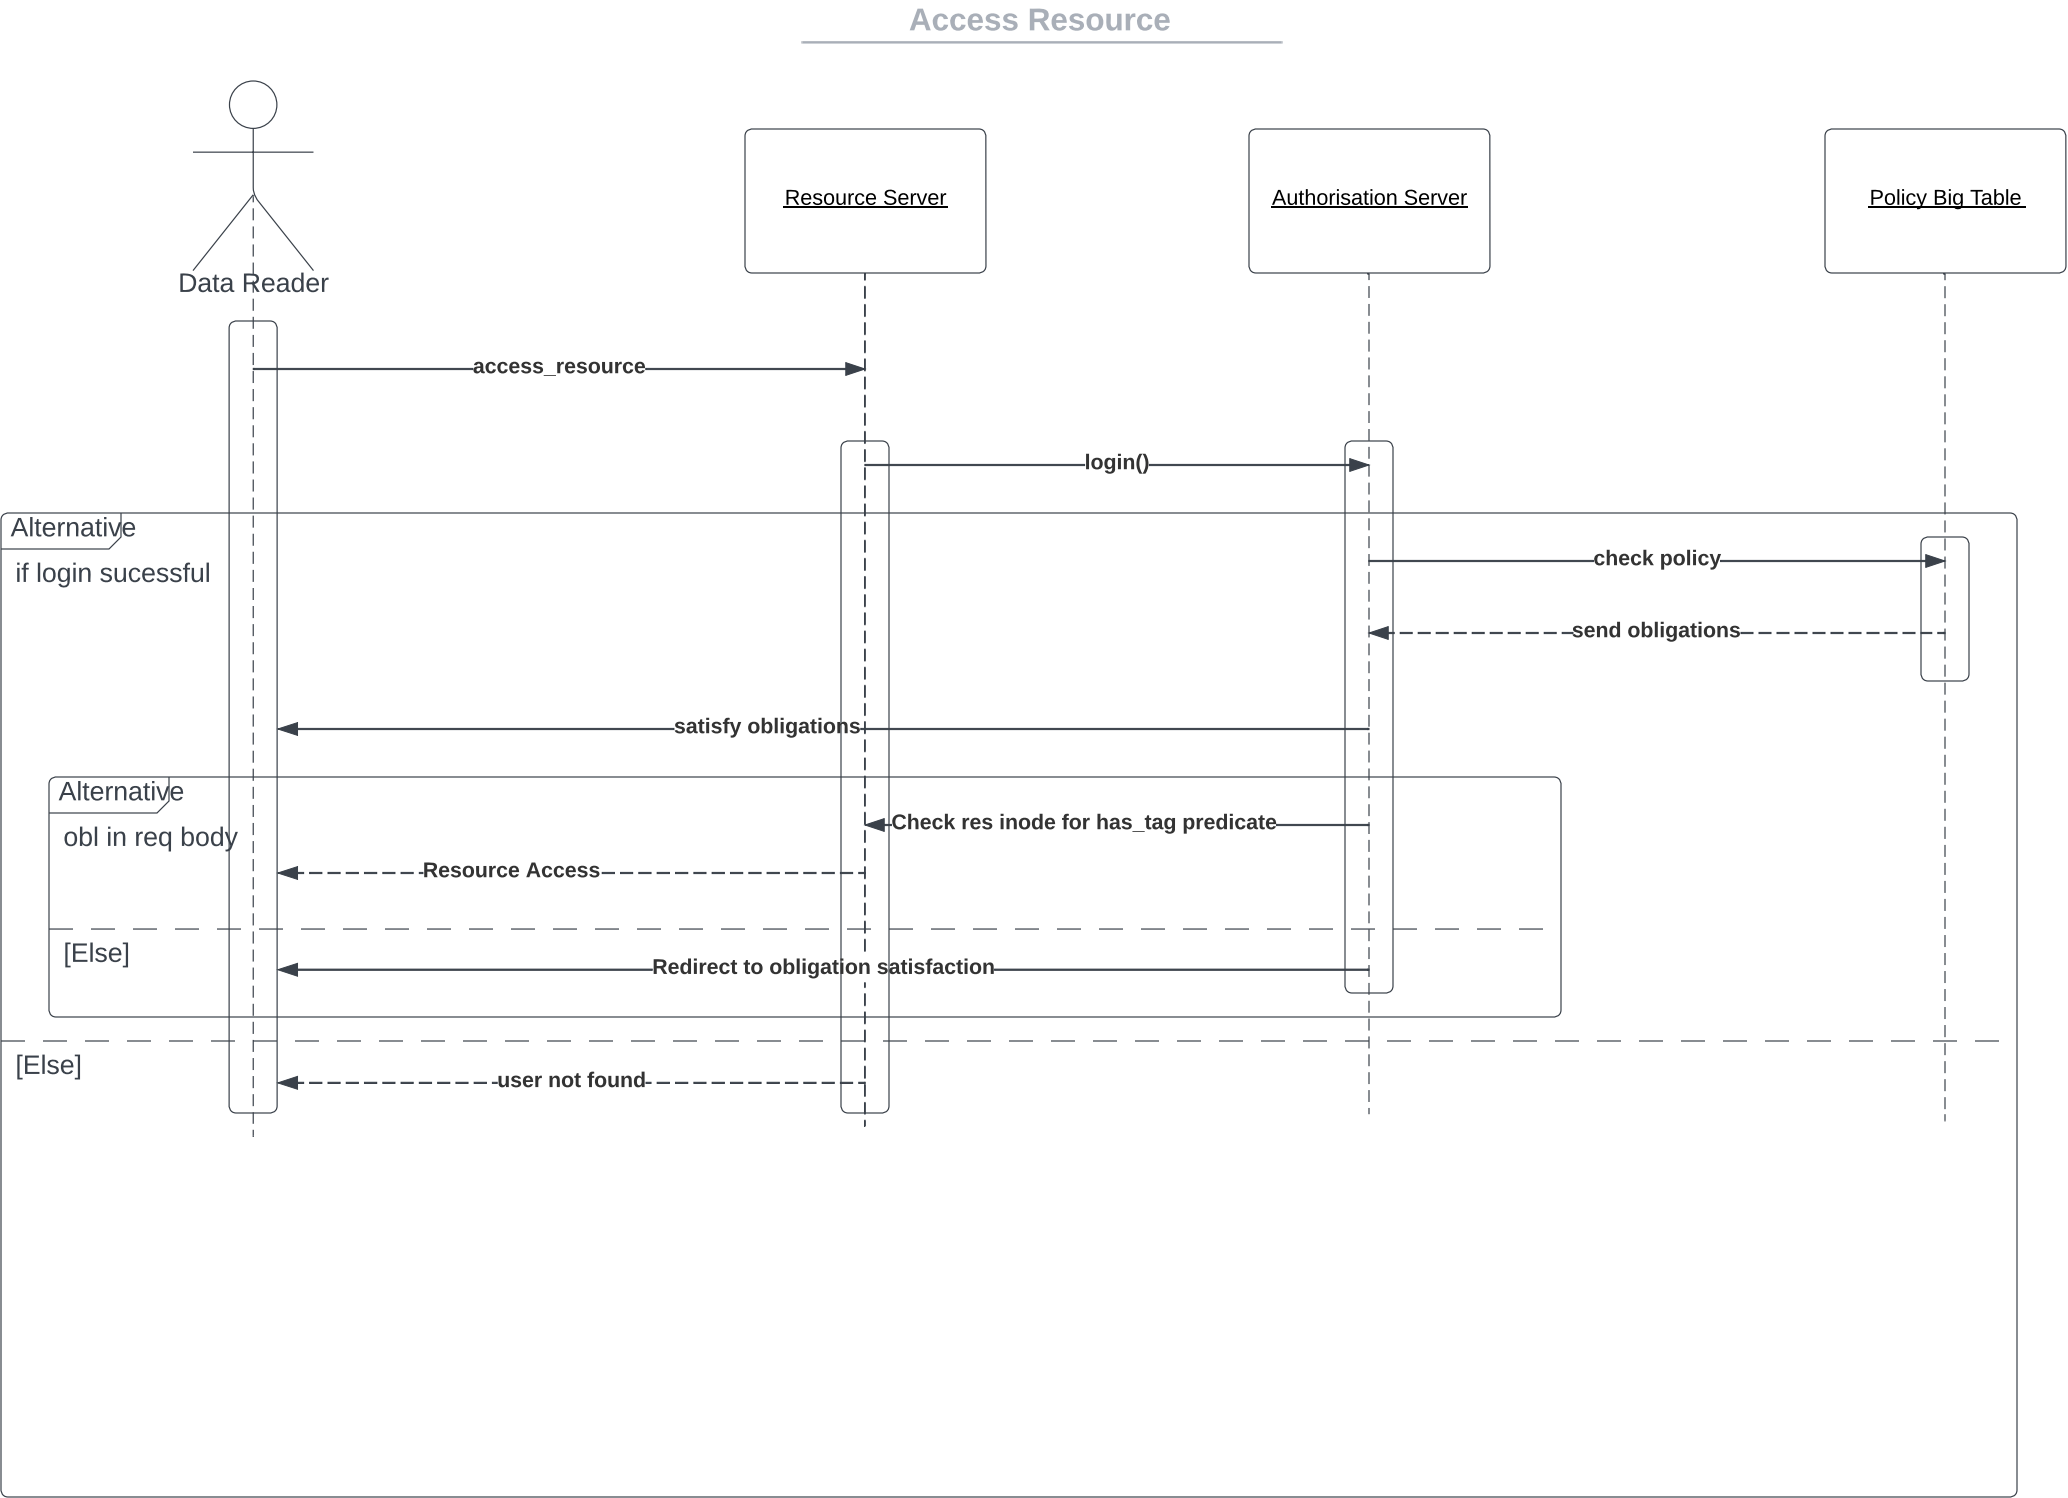 Access Resource
Data Reader
Resource Server
Authorisation Server
Policy Big Table
access_resource
login()
Alternative
if login sucessful
check policy
send obligations
satisfy obligations
Alternative
obl in req body
Check res inode for has_tag predicate
Resource Access
[Else]
Redirect to obligation satisfaction
[Else]
user not found